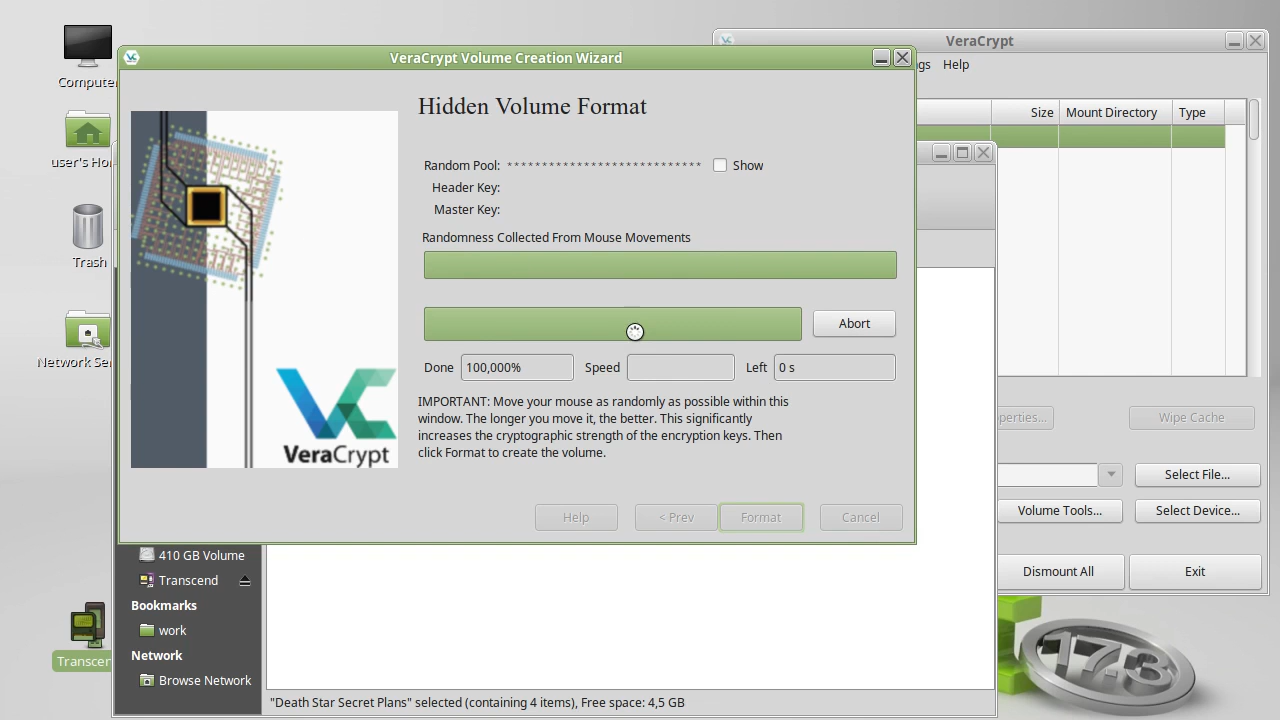 VeraCrypt
Help
Size
Mount Directory
Type
Wipe Cache
Select File...
Volume Tools...
Select Device...
Dismount All
Exit
VeraCrypt Volume Creation Wizard
Hidden Volume Format
Random Pool: **************************
Show
Header Key:
Master Key:
Randomness Collected From Mouse Movements
Abort
Done 100,000% Speed Left 0 s
IMPORTANT: Move your mouse as randomly as possible within this
window. The longer you move it, the better. This significantly
increases the cryptographic strength of the encryption keys. Then
click Format to create the volume.
VeraCrypt
Help
< Prev
Format
Cancel
Computer
user's Ho
Trash
Network Se
Transcen
410 GB Volume
Transcend
Bookmarks
work
Network
Browse Network
"Death Star Secret Plans" selected (containing 4 items), Free space: 4,5 GB
17.3